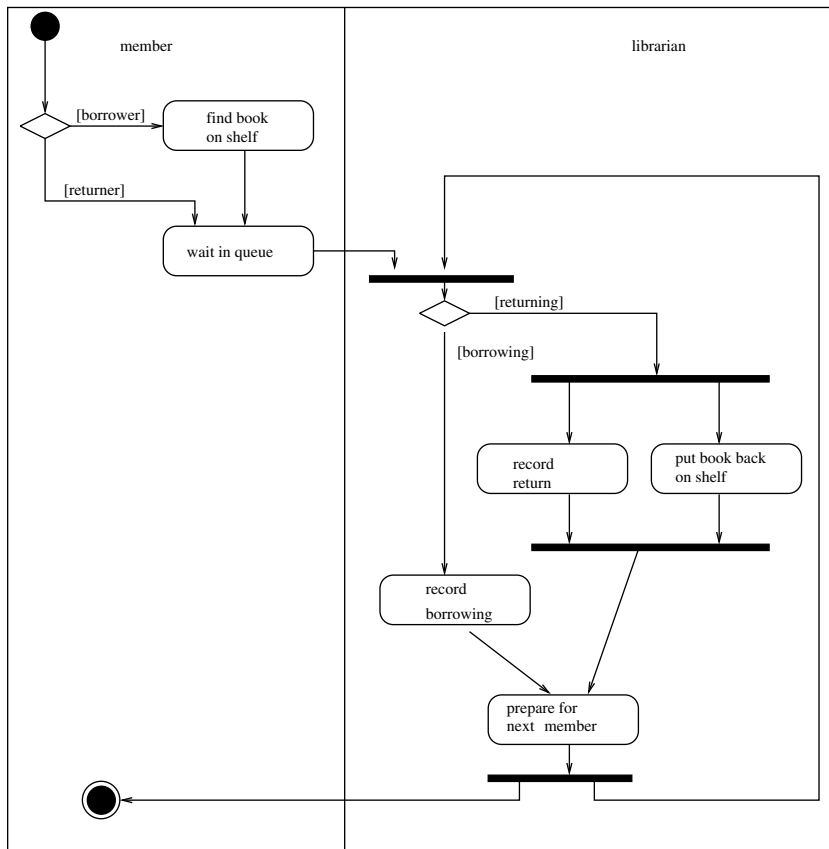 member
librarian
[borrower]
find book
on shelf
[returner]
wait in queue
[returning]
[borrowing]
record
return
put book back
on shelf
record
borrowing
prepare for
next member